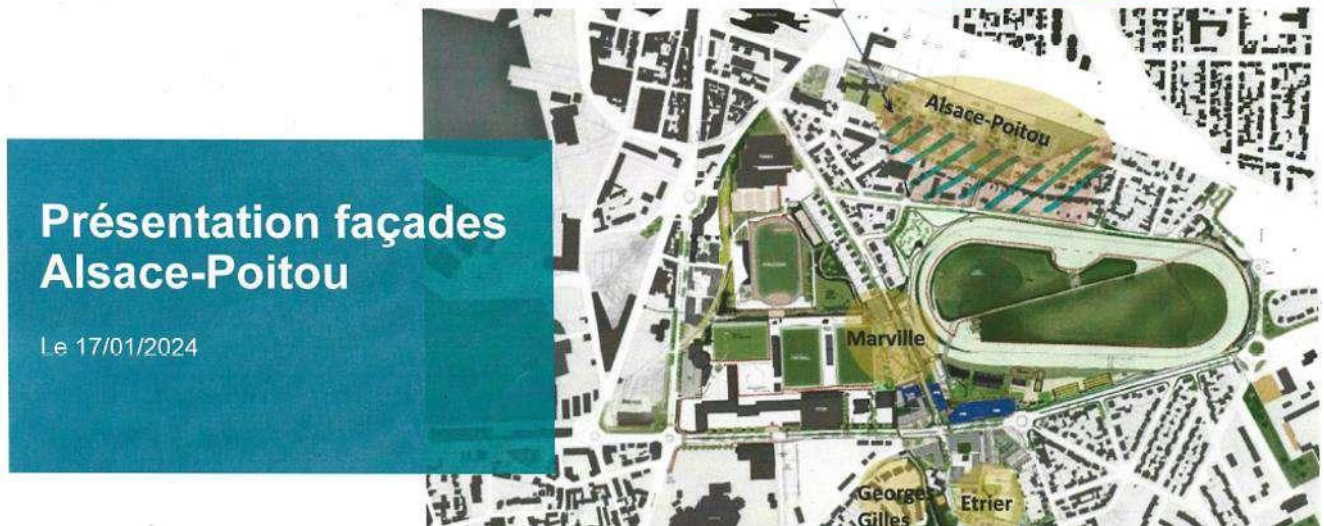 Présentation façades
Alsace-Poitou
Le 17/01/2024
Alsace-Poitou
Marville
Georges
Gilles
Etrier